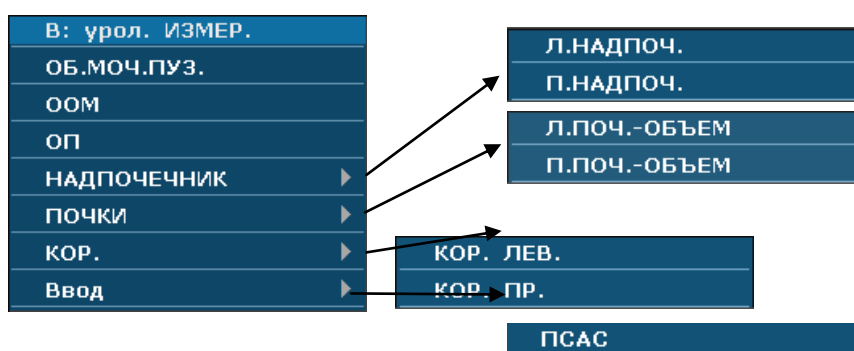 В: урол. ИЗМЕР.
ОБ.МОЧ.ПУЗ.
ООМ
ОП
НАДПОЧЕЧНИК
ПОЧКИ
КОР.
Ввод
Л.НАДПОЧ.
П.НАДПОЧ.
Л.ПОЧ.-ОБЪЕМ
П.ПОЧ.-ОБЪЕМ
КОР. ЛЕВ.
КОР. ПР.
ПСАС